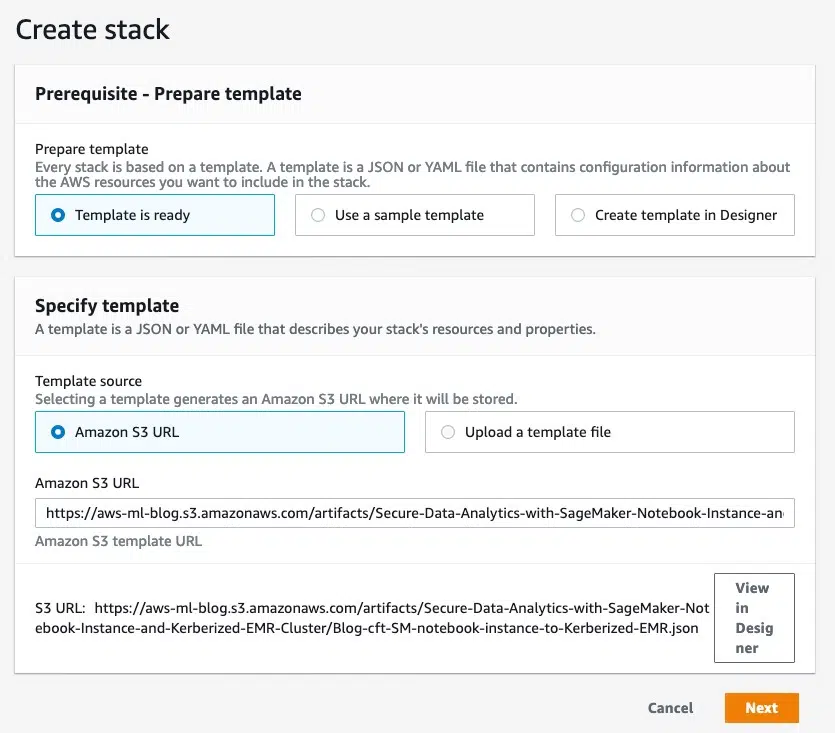 Create stack
Prerequisite - Prepare template
Prepare template
Every stack is based on a template. A template is a JSON or YAML file that contains configuration information about
the AWS resources you want to include in the stack.
Template is ready
Use a sample template
Create template in Designer
Specify template
A template is a JSON or YAML file that describes your stack's resources and properties.
Template source
Selecting a template generates an Amazon S3 URL where it will be stored.
Amazon S3 URL
Upload a template file
Amazon S3 URL
https://aws-ml-blog.s3.amazonaws.com/artifacts/Secure-Data-Analytics-with-SageMaker-Notebook-Instance-an
Amazon S3 template URL
S3 URL: https://aws-ml-blog.s3.amazonaws.com/artifacts/Secure-Data-Analytics-with-SageMaker-Not
ebook-Instance-and-Kerberized-EMR-Cluster/Blog-cft-SM-notebook-instance-to-Kerberized-EMR.json
View
in
Desig
ner
Cancel
Next